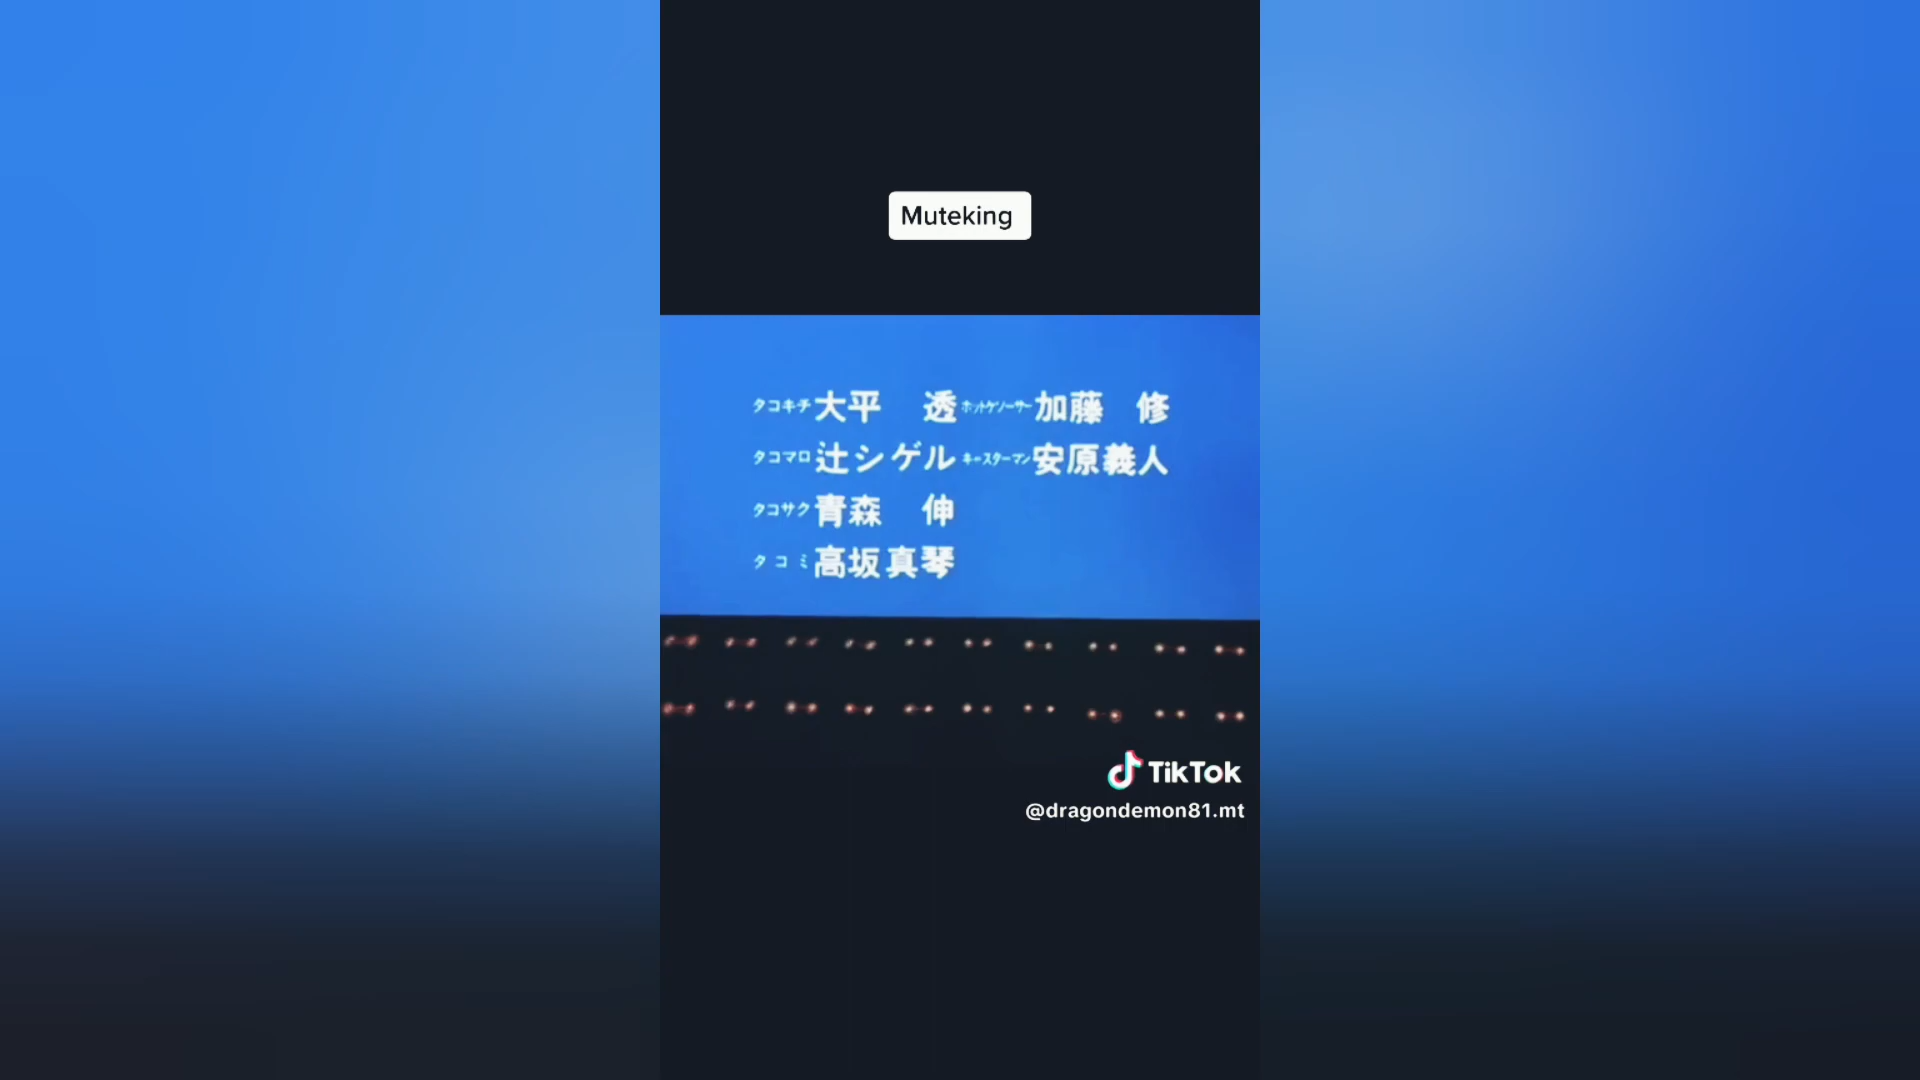 Muteking
タコキチ 大平 透 ホットゲソーサー 加藤 修
タコマロ 辻シゲル キャスターマン 安原義人
タコサク 青森 伸
タコミ 高坂真琴
TikTok
@dragondemon81.mt